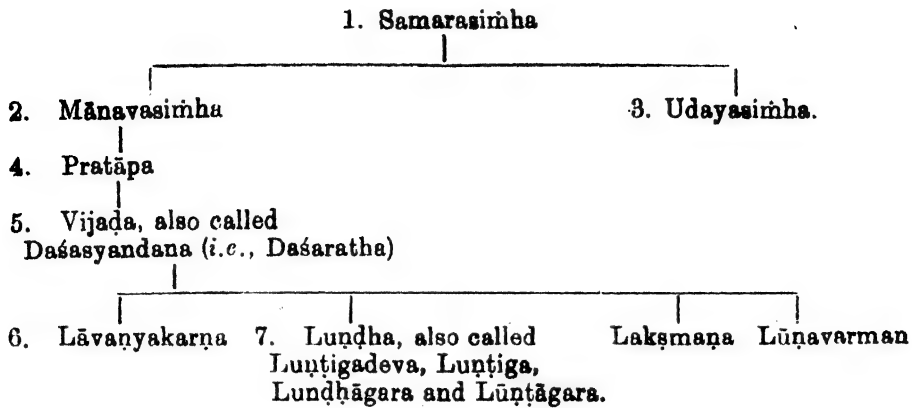 1. Samarasiṁha
2. Mānavasiṁha 3. Udayasiṁha.
4. Pratāpa
5. Vijaḍa, also called
Daśasyandana (i.e., Daśaratha)
6. Lāvaṇyakarṇa 7. Luṇḍha, also called Lakṣmaṇa Lūṇavarman
Luṇṭigadeva, Luṇṭiga,
Luṇḍhāgara and Lūṇṭāgara.